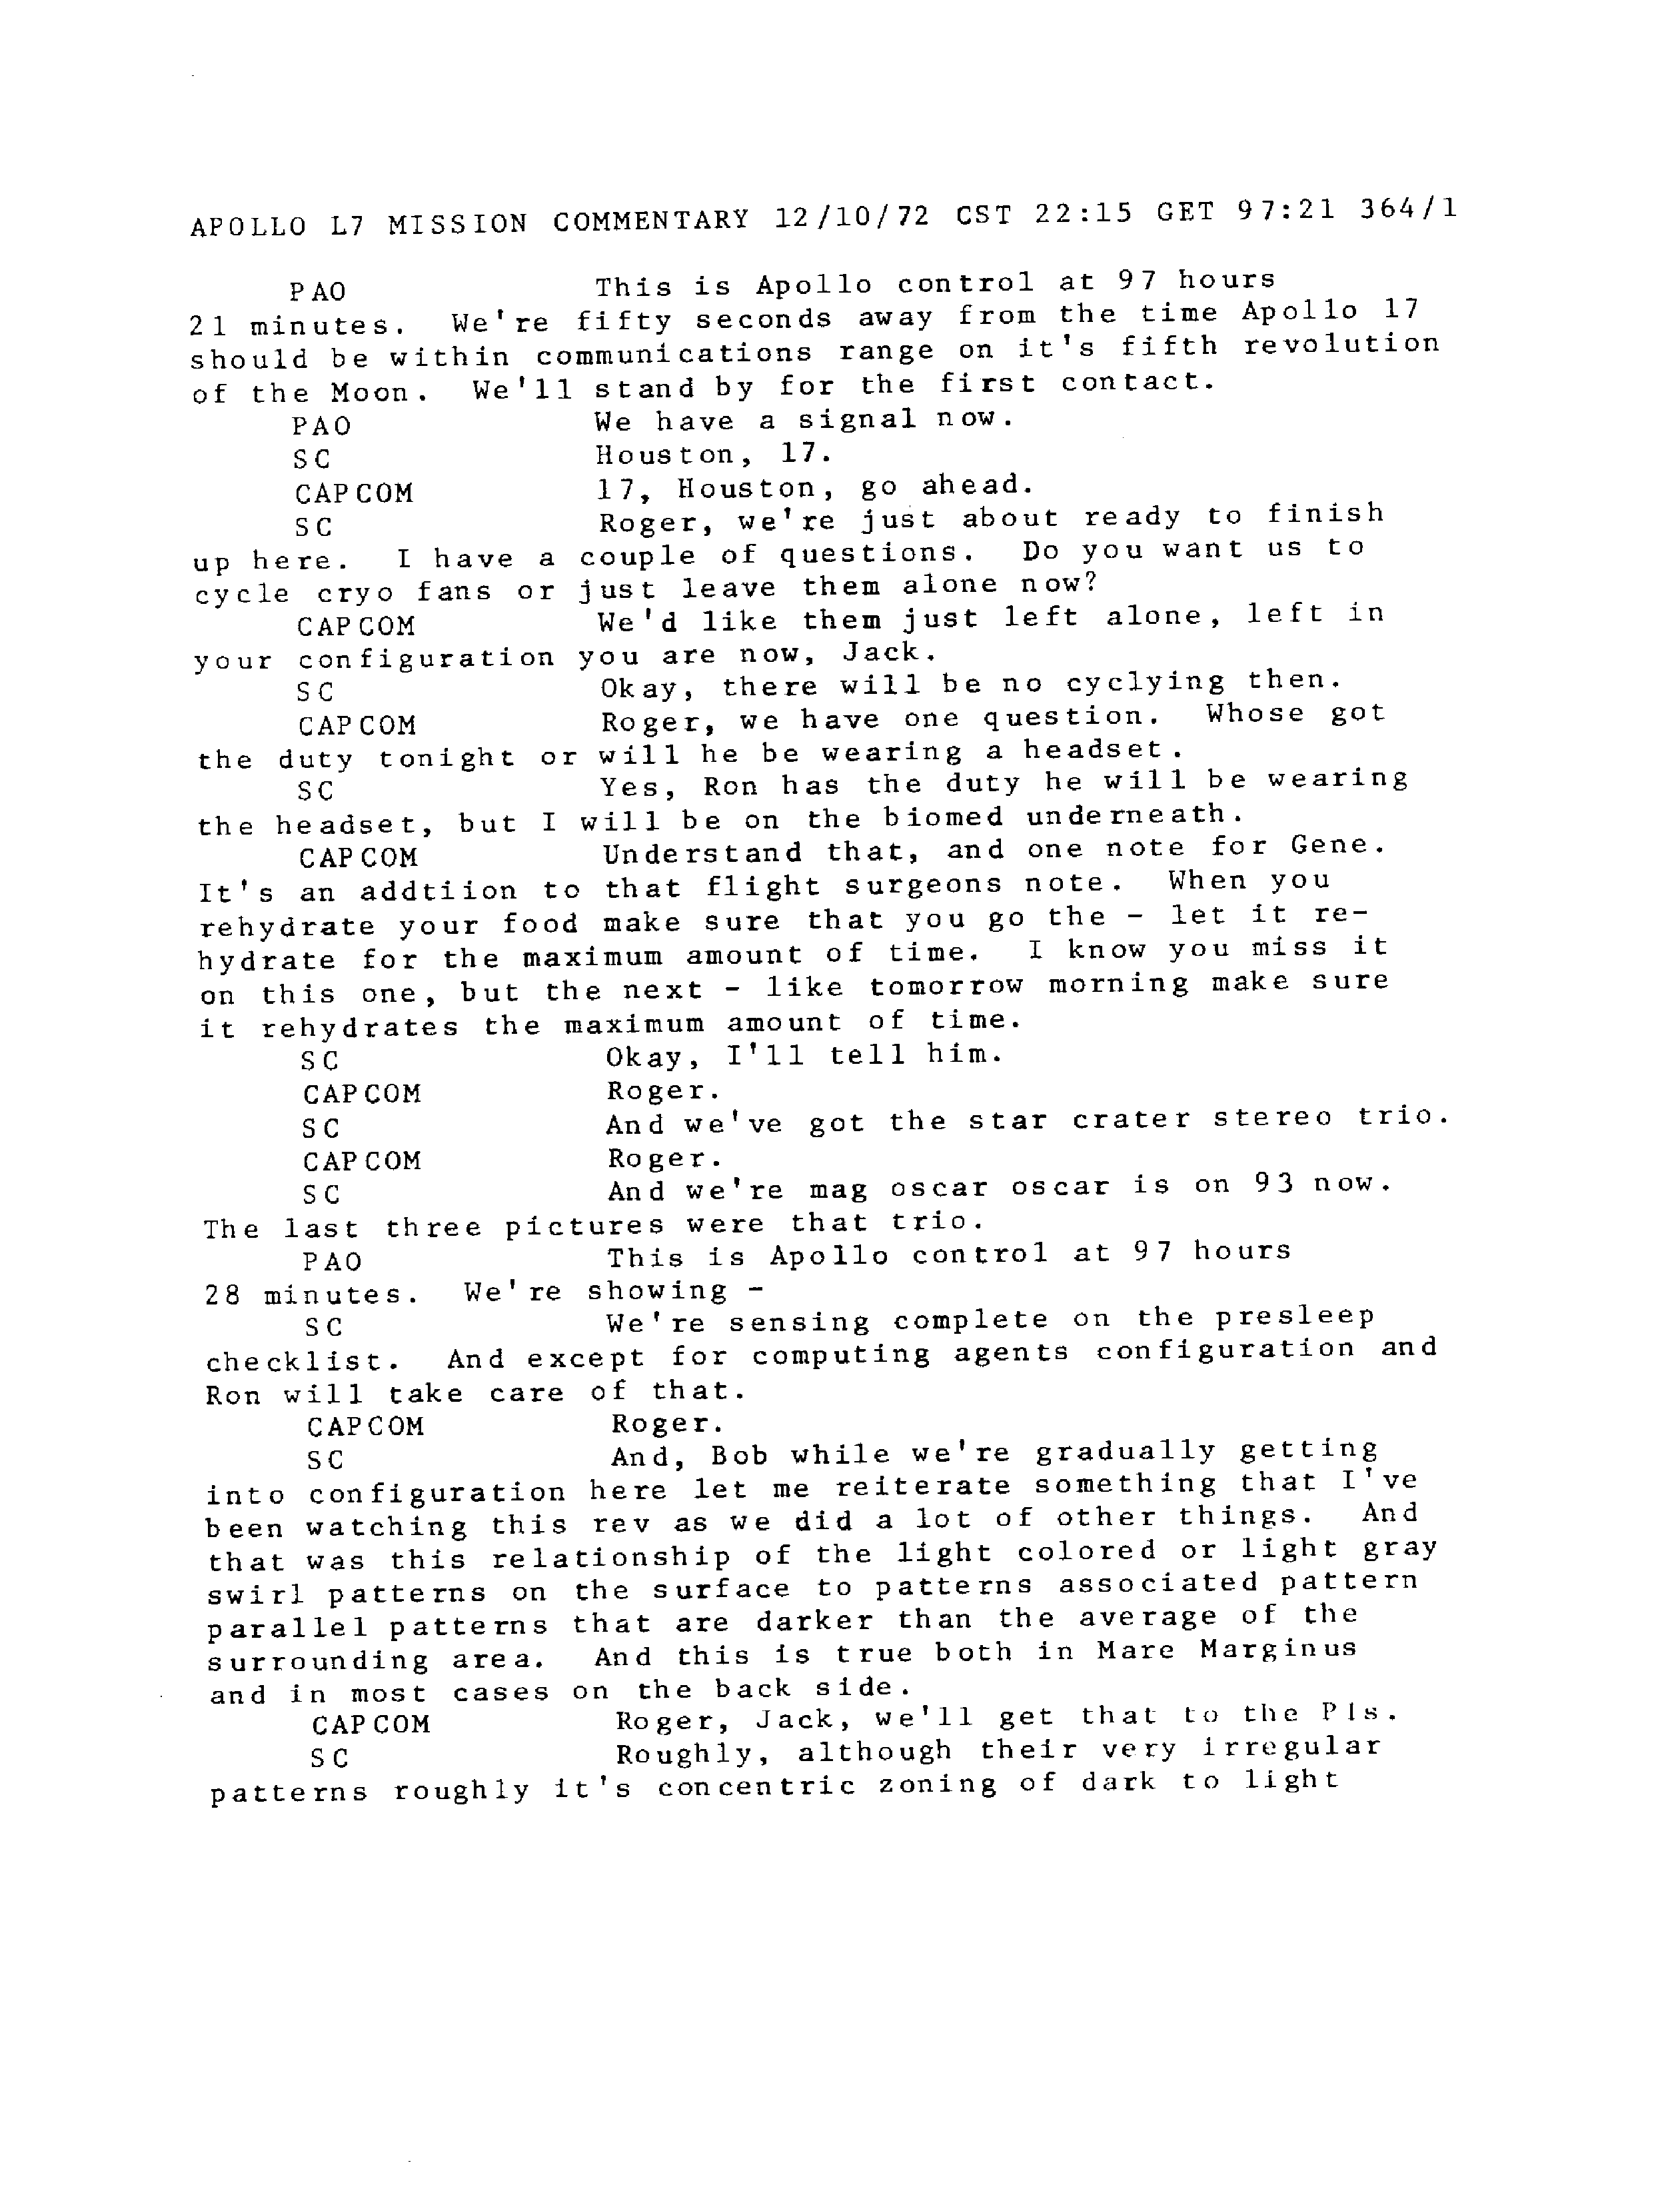 APOLLO L7 MISSION COMMENTARY 12/10/72 CST 22:15 GET 97:21 364/1
PAO This is Apollo control at 97 hours
21 minutes. We're fifty seconds away from the time Apollo 17
should be within communications range on it's fifth revolution
of the Moon. We'll stand by for the first contact.
PAO We have a signal now.
SC Houston, 17.
CAPCOM 17, Houston, go ahead.
SC Roger, we're just about ready to finish
up here. I have a couple of questions. Do you want us to
cycle cryo fans or just leave them alone now?
CAPCOM We'd like them just left alone, left in
your configuration you are now, Jack.
SC Okay, there will be no cyclying then.
CAPCOM Roger, we have one question. Whose got
the duty tonight or will he be wearing a headset.
SC Yes, Ron has the duty he will be wearing
the headset, but I will be on the biomed underneath.
CAPCOM Understand that, and one note for Gene.
It's an addtiion to that flight surgeons note. When you
rehydrate your food make sure that you go the - let it re-
hydrate for the maximum amount of time. I know you miss it
on this one, but the next - like tomorrow morning make sure
it rehydrates the maximum amount of time.
SC Okay, I'll tell him.
CAPCOM Roger.
SC And we've got the star crater stereo trio.
CAPCOM Roger.
SC And we're mag oscar oscar is on 93 now.
The last three pictures were that trio.
PAO This is Apollo control at 97 hours
28 minutes. We're showing -
SC We're sensing complete on the presleep
checklist. And except for computing agents configuration and
Ron will take care of that.
CAPCOM Roger.
SC And, Bob while we're gradually getting
into configuration here let me reiterate something that I've
been watching this rev as we did a lot of other things. And
that was this relationship of the light colored or light gray
swirl patterns on the surface to patterns associated pattern
parallel patterns that are darker than the average of the
surrounding area. And this is true both in Mare Marginus
and in most cases on the back side.
CAPCOM Roger, Jack, we'll get that to the PIs.
SC Roughly, although their very irregular
patterns roughly it's concentric zoning of dark to light